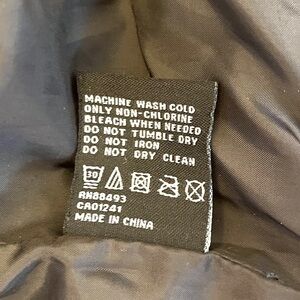 MACHINE WASH COLD
ONLY NON-CHLORINE
BLEACH WHEN NEEDED
DO NOT TUMBLE DRY
DO NOT IRON
DO NOT DRY CLEAN
30
RN88493
CA01241
MADE IN CHINA